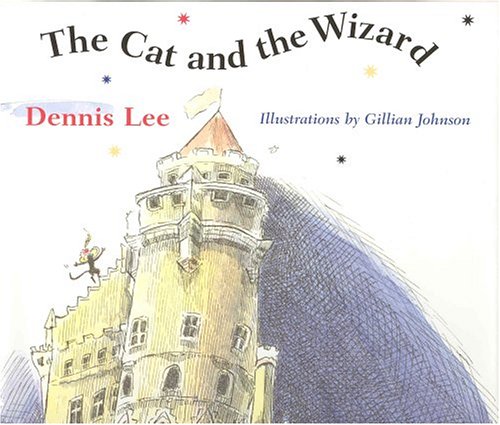 The Cat and the Wizard
Dennis Lee
Illustrations by Gillian Johnson